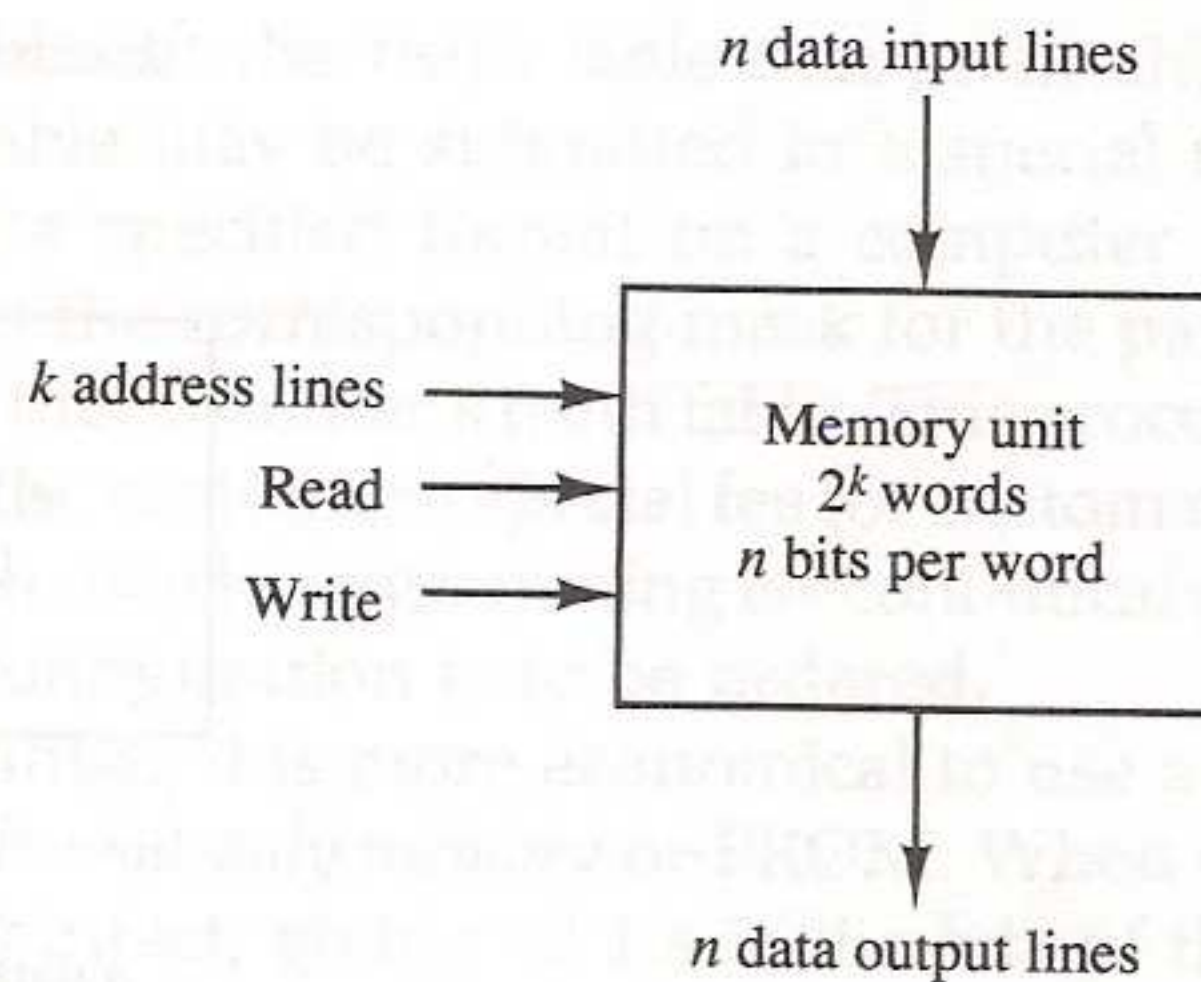 n data input lines
k address lines
Read
Write
Memory unit
2^k words
n bits per word
n data output lines